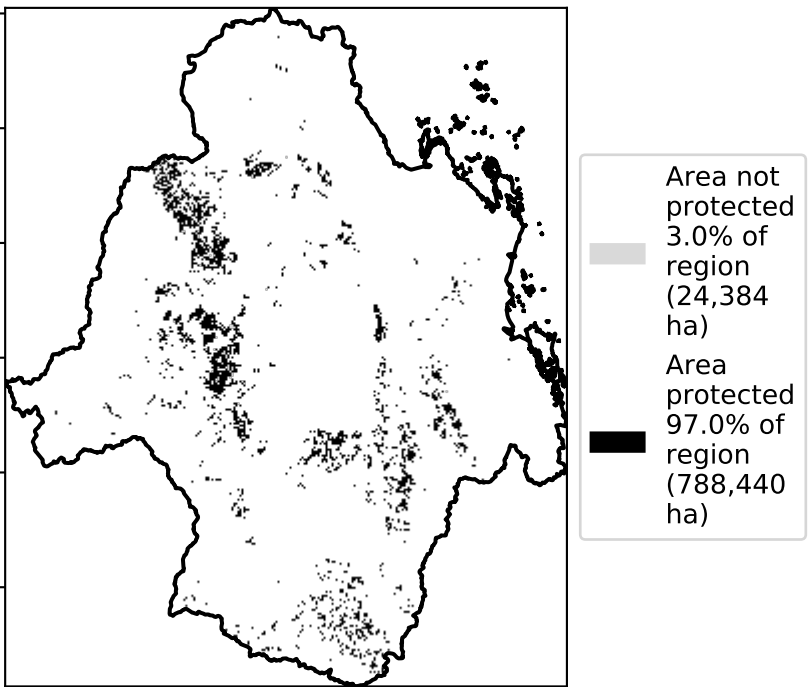 Area not
protected
3.0% of
region
(24,384
ha)
Area
protected
97.0% of
region
(788,440
ha)